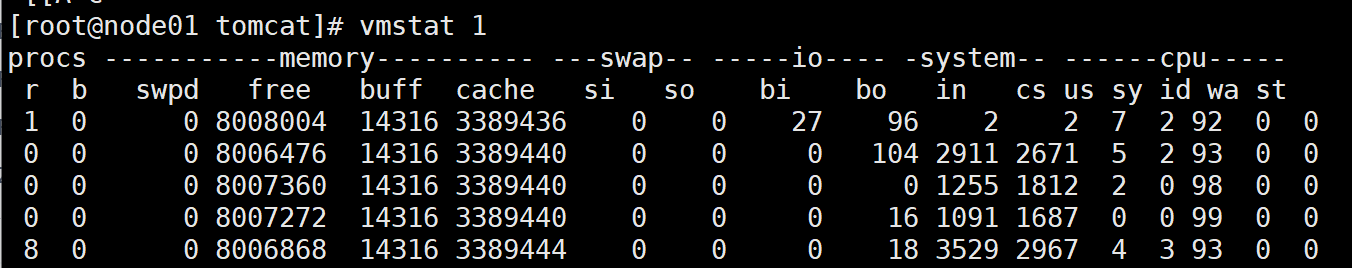 [root@node01 tomcat]# vmstat 1
procs -----------memory---------- ---swap-- -----io---- -system-- ------cpu-----
 r  b   swpd   free   buff  cache   si   so    bi    bo   in   cs us sy id wa st
 1  0      0 8008004  14316 3389436    0    0    27    96    2    2  7  2 92  0  0
 0  0      0 8006476  14316 3389440    0    0     0   104 2911 2671  5  2 93  0  0
 0  0      0 8007360  14316 3389440    0    0     0     0 1255 1812  2  0 98  0  0
 0  0      0 8007272  14316 3389440    0    0     0    16 1091 1687  0  0 99  0  0
 8  0      0 8006868  14316 3389444    0    0     0    18 3529 2967  4  3 93  0  0